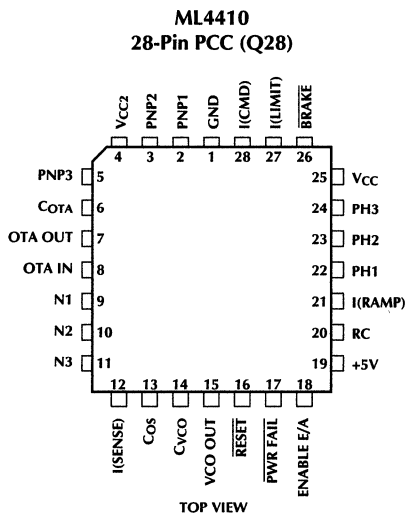 ML4410
28-Pin PCC (Q28)
VCC2
PNP2
PNP1
GND
I(CMD)
I(LIMIT)
BRAKE
4 3 2 1 28 27 26
PNP3 5
COTA 6
OTA OUT 7
OTA IN 8
N1 9
N2 10
N3 11
25 VCC
24 PH3
23 PH2
22 PH1
21 I(RAMP)
20 RC
19 +5V
12 13 14 15 16 17 18
I(SENSE)
COS
CVCO
VCO OUT
RESET
PWR FAIL
ENABLE E/A
TOP VIEW